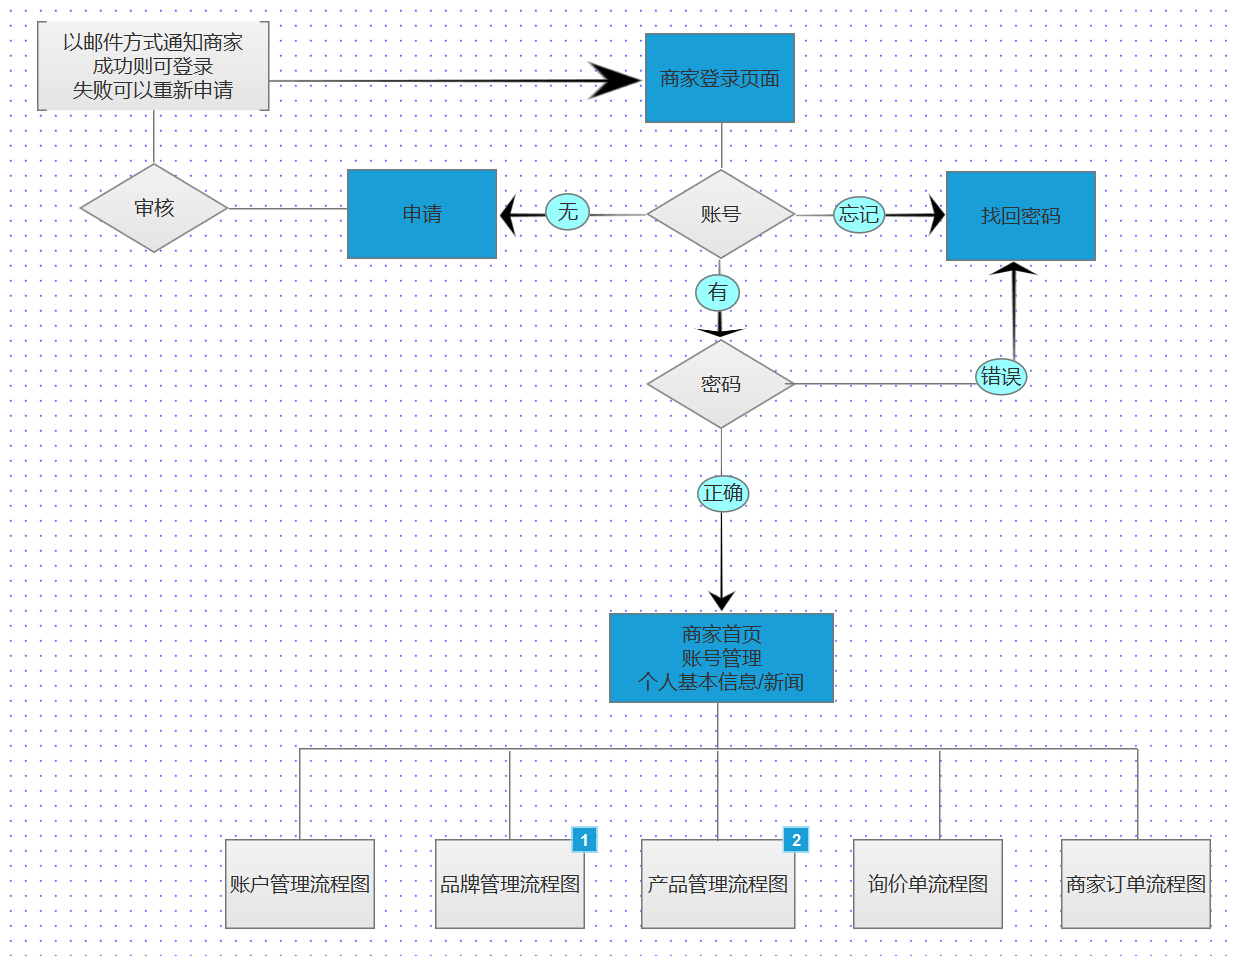 以邮件方式通知商家
成功则可登录
失败可以重新申请
商家登录页面
审核
申请
无
账号
忘记
找回密码
有
密码
错误
正确
商家首页
账号管理
个人基本信息/新闻
1
2
账户管理流程图
品牌管理流程图
产品管理流程图
询价单流程图
商家订单流程图